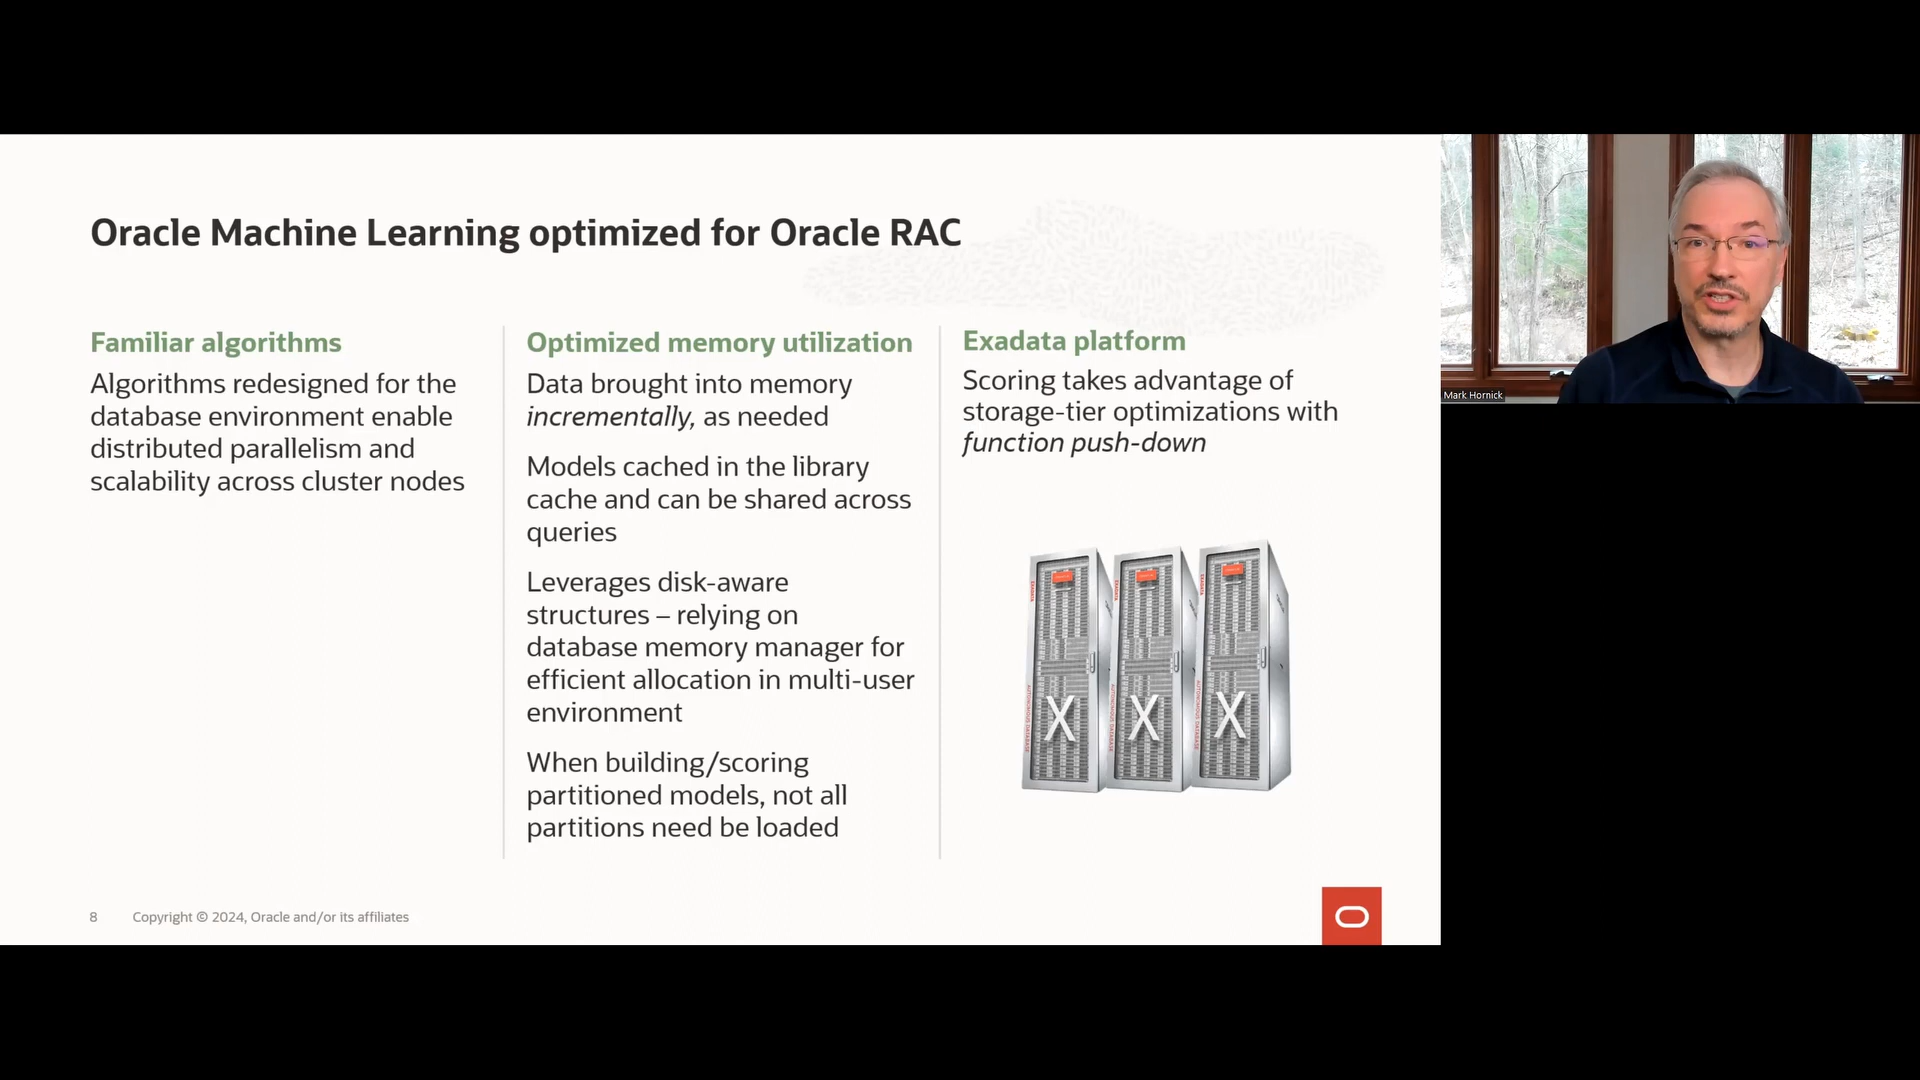 Oracle Machine Learning optimized for Oracle RAC
Familiar algorithms
Algorithms redesigned for the
database environment enable
distributed parallelism and
scalability across cluster nodes
Optimized memory utilization
Data brought into memory
incrementally, as needed
Models cached in the library
cache and can be shared across
queries
Leverages disk-aware
structures – relying on
database memory manager for
efficient allocation in multi-user
environment
When building/scoring
partitioned models, not all
partitions need be loaded
Exadata platform
Scoring takes advantage of
storage-tier optimizations with
function push-down
X X X
8 Copyright © 2024, Oracle and/or its affiliates
Mark Hornick